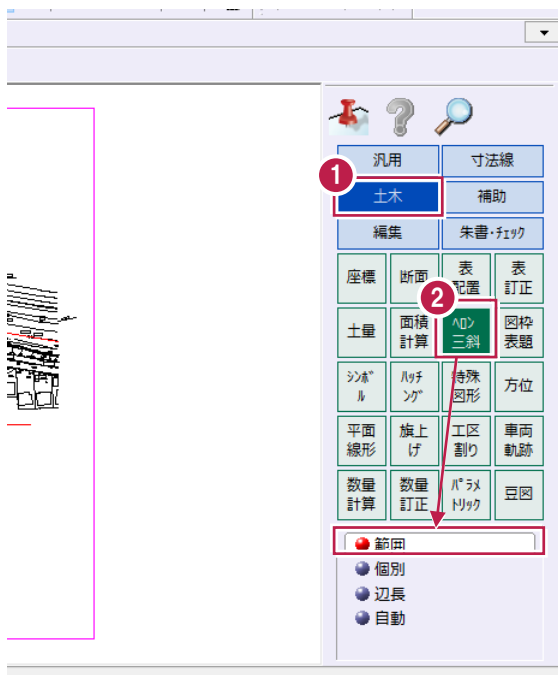 汎用 寸法線
1
土木 補助
編集 朱書・ﾁｪｯｸ
座標 断面 表配置 表訂正
2
土量 面積計算 ﾍﾛﾝ三斜 図枠表題
ｼﾝﾎﾞﾙ ﾊｯﾁﾝｸﾞ 特殊図形 方位
平面線形 旗上げ 工区割り 車両軌跡
数量計算 数量訂正 ﾊﾟﾗﾒﾄﾘｯｸ 豆図
範囲
個別
辺長
自動